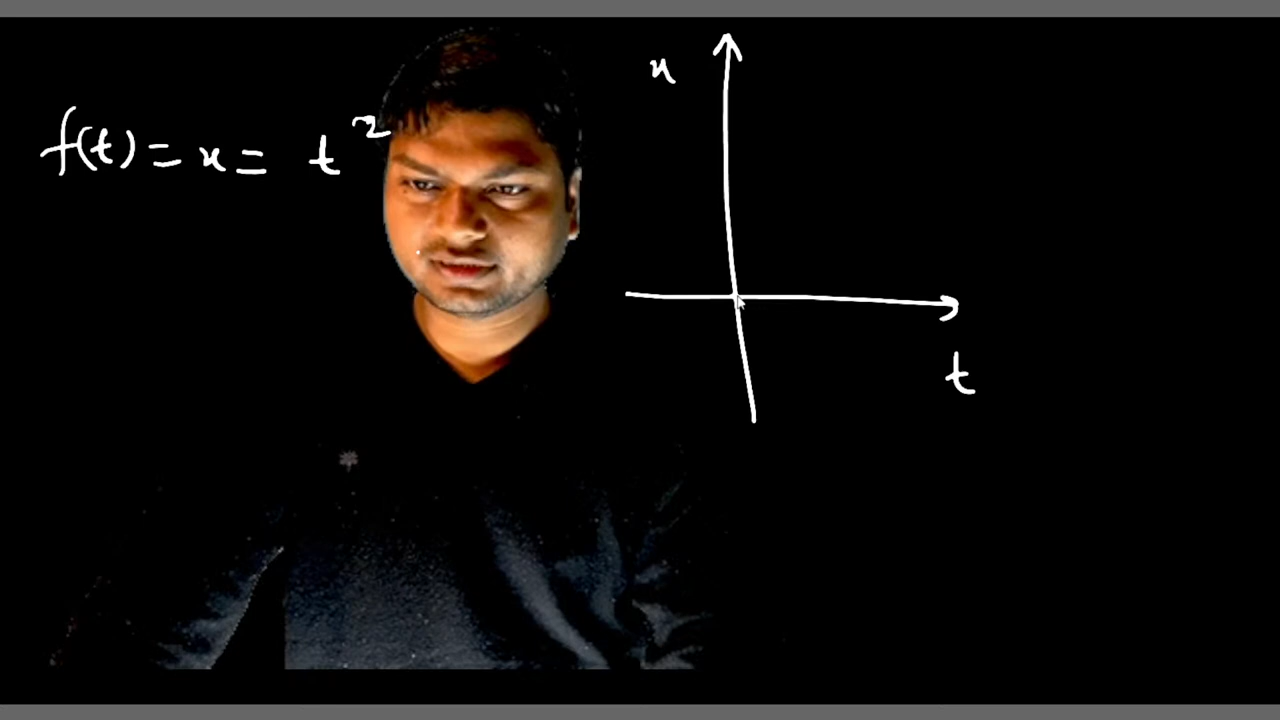 f(t) = x = t²
x
t